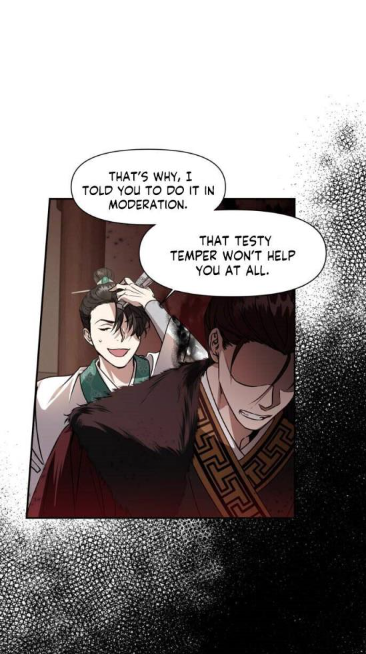 THAT'S WHY, I
TOLD YOU TO DO IT IN
MODERATION.
THAT TESTY
TEMPER WON'T HELP
YOU AT ALL.